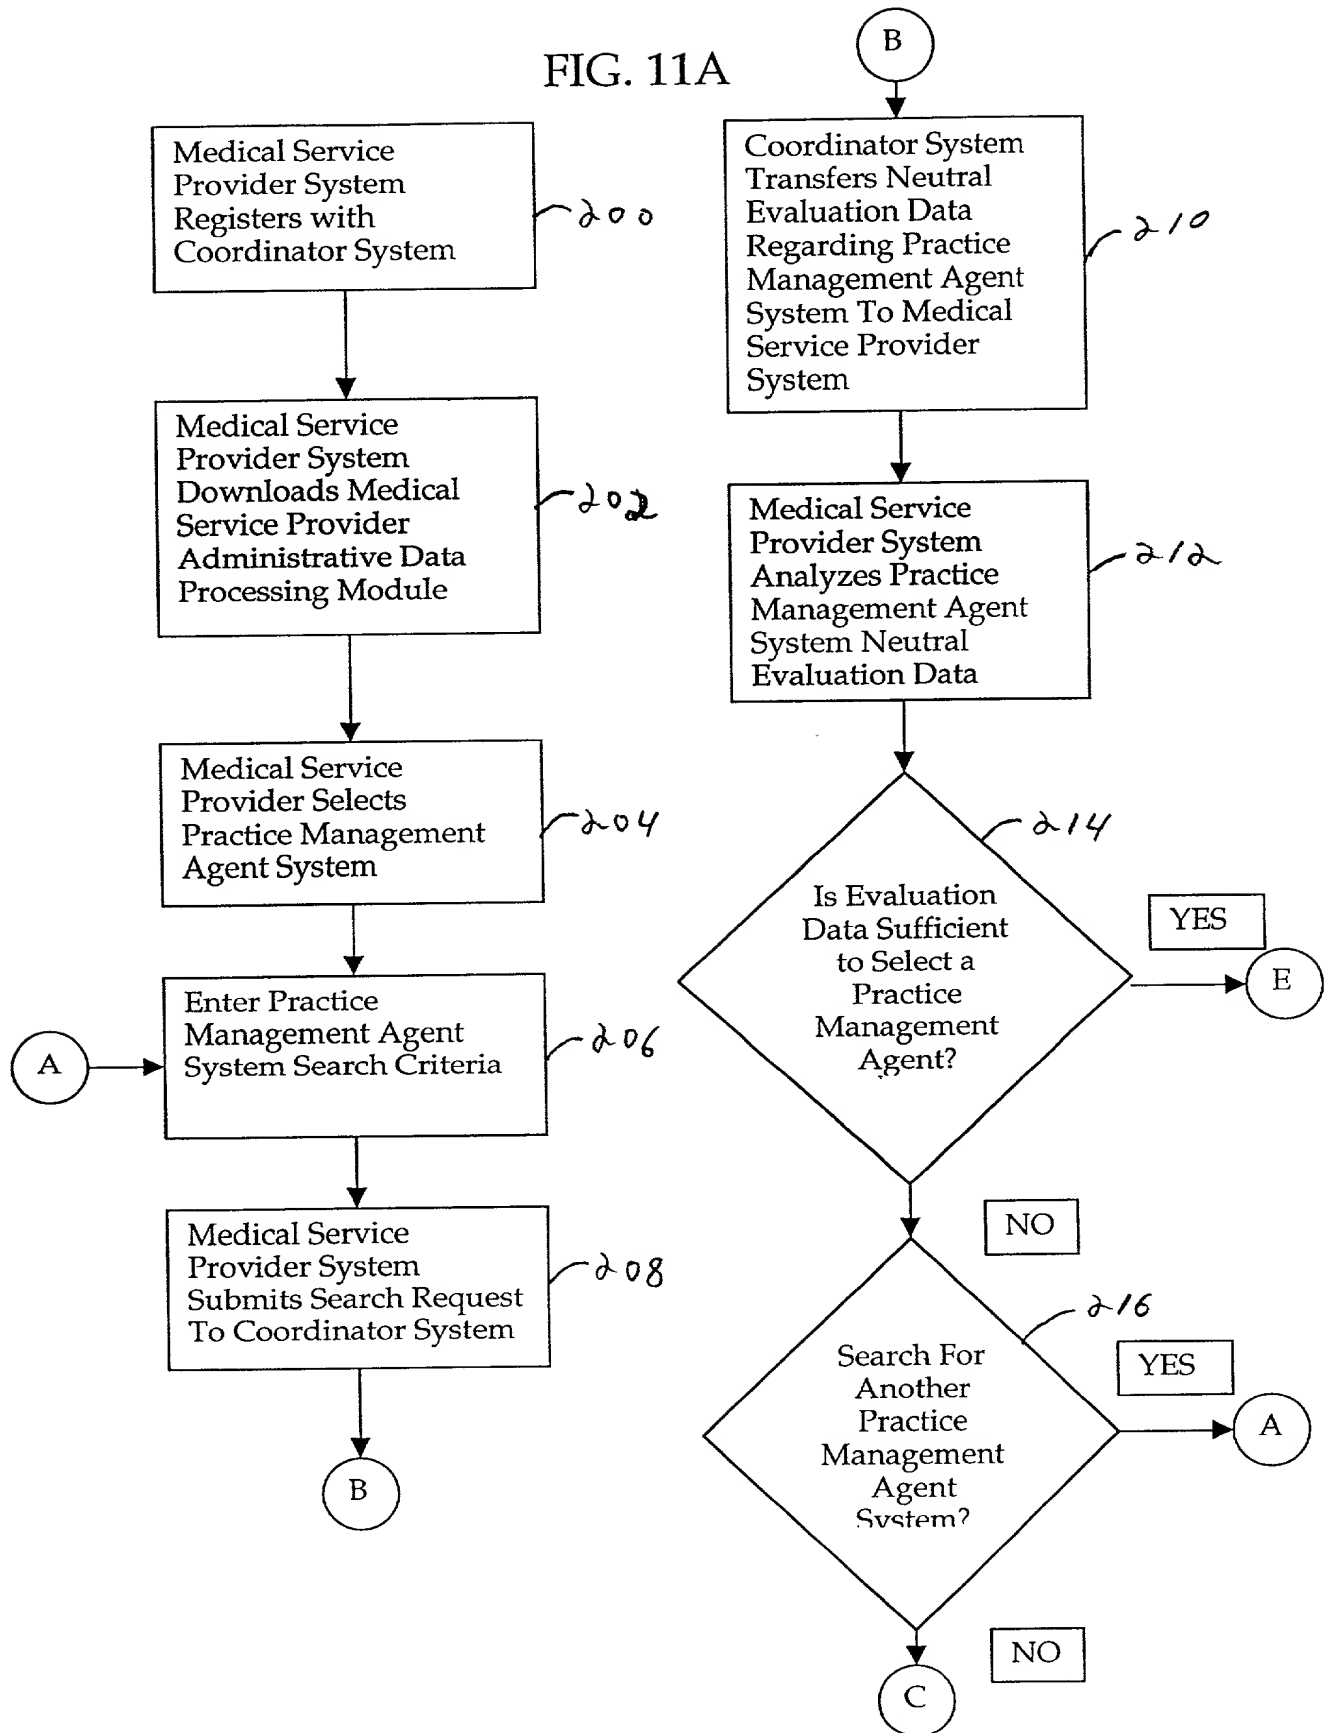 FIG. 11A
Medical Service
Provider System
Registers with
Coordinator System
200
Medical Service
Provider System
Downloads Medical
Service Provider
Administrative Data
Processing Module
202
Medical Service
Provider Selects
Practice Management
Agent System
204
A
Enter Practice
Management Agent
System Search Criteria
206
Medical Service
Provider System
Submits Search Request
To Coordinator System
208
B
B
Coordinator System
Transfers Neutral
Evaluation Data
Regarding Practice
Management Agent
System To Medical
Service Provider
System
210
Medical Service
Provider System
Analyzes Practice
Management Agent
System Neutral
Evaluation Data
212
Is Evaluation
Data Sufficient
to Select a
Practice
Management
Agent?
214
YES
E
NO
Search For
Another
Practice
Management
Agent
System?
216
YES
A
NO
C